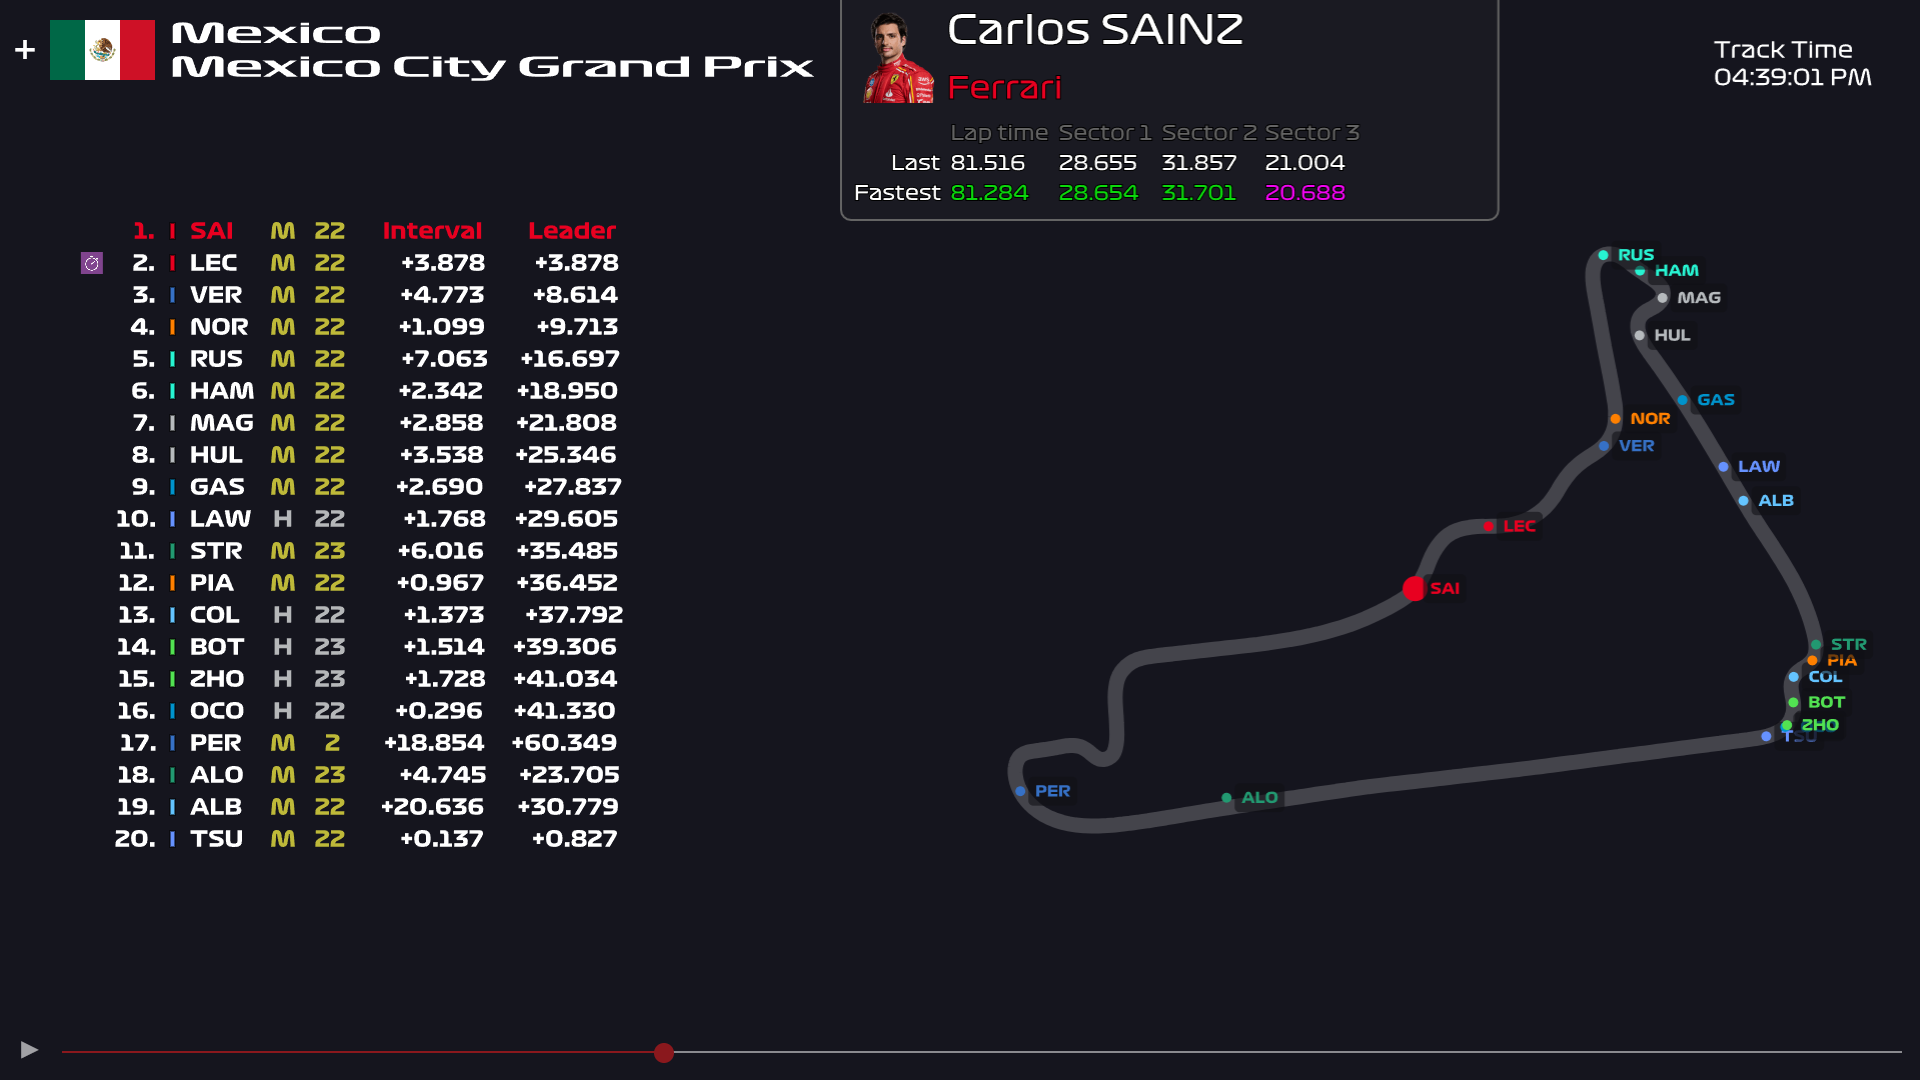 + Mexico
Mexico City Grand Prix
Carlos SAINZ
Ferrari
Lap time Sector 1 Sector 2 Sector 3
Last 81.516 28.655 31.857 21.004
Fastest 81.284 28.654 31.701 20.688
Track Time
04:39:01 PM
1. SAI M 22 Interval Leader
2. LEC M 22 +3.878 +3.878
3. VER M 22 +4.773 +8.614
4. NOR M 22 +1.099 +9.713
5. RUS M 22 +7.063 +16.697
6. HAM M 22 +2.342 +18.950
7. MAG M 22 +2.858 +21.808
8. HUL M 22 +3.538 +25.346
9. GAS M 22 +2.690 +27.837
10. LAW H 22 +1.768 +29.605
11. STR M 23 +6.016 +35.485
12. PIA M 22 +0.967 +36.452
13. COL H 22 +1.373 +37.792
14. BOT H 23 +1.514 +39.306
15. ZHO H 23 +1.728 +41.034
16. OCO H 22 +0.296 +41.330
17. PER M 2 +18.854 +60.349
18. ALO M 23 +4.745 +23.705
19. ALB M 22 +20.636 +30.779
20. TSU M 22 +0.137 +0.827
RUS
HAM
MAG
HUL
GAS
NOR
VER
LAW
ALB
LEC
SAI
STR
PIA
COL
BOT
ZHO
TSU
PER
ALO